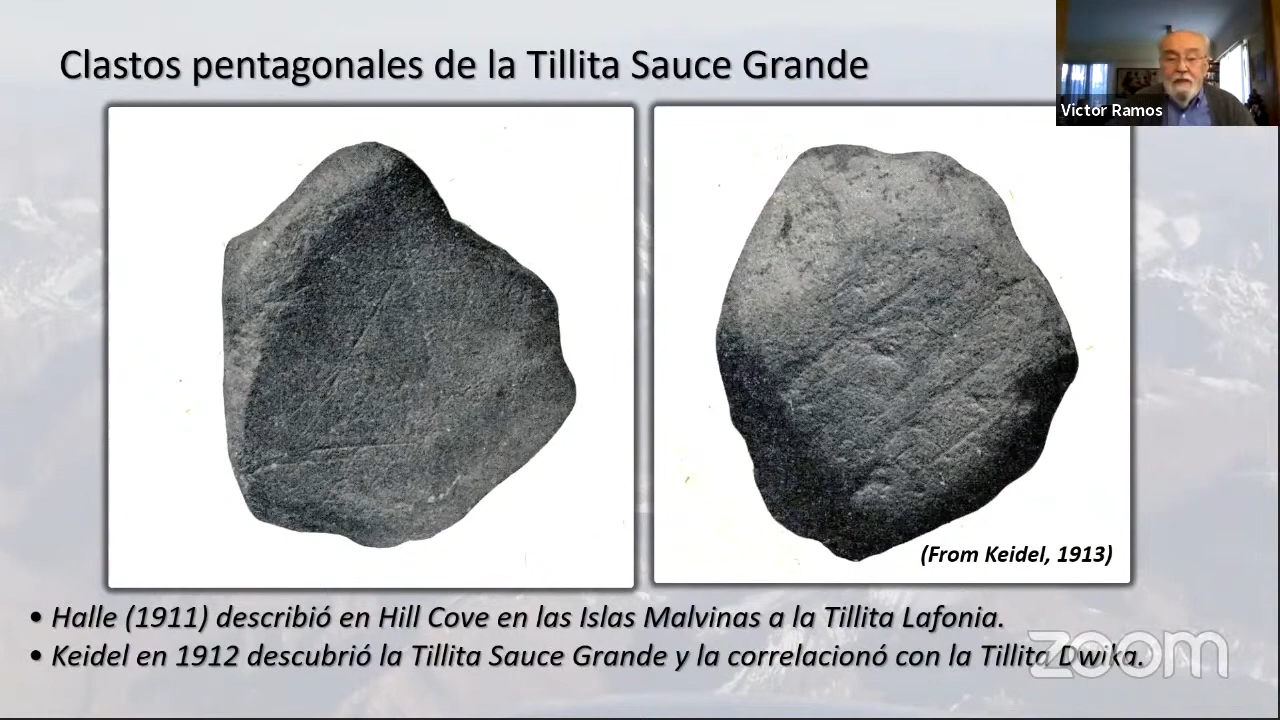 Clastos pentagonales de la Tillita Sauce Grande
Victor Ramos
(From Keidel, 1913)
• Halle (1911) describió en Hill Cove en las Islas Malvinas a la Tillita Lafonia.
• Keidel en 1912 descubrió la Tillita Sauce Grande y la correlacionó con la Tillita Dwika.
zoom